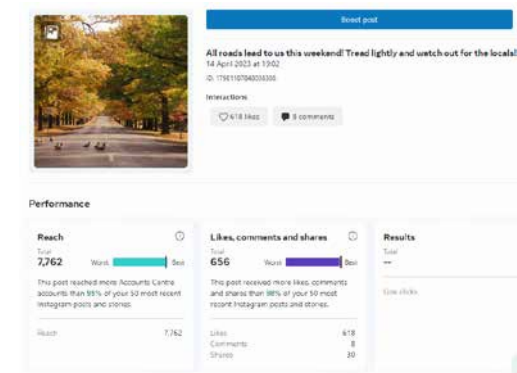 Boost post
All roads lead to us this weekend! Tread lightly and watch out for the locals!
14 April 2023 at 19:02
Interactions
618 likes
8 comments
Performance
Reach
Total
7,762
Worst
Best
This post reached more Accounts Centre
accounts than 95% of your 50 most recent
Instagram posts and stories.
Reach
7,762
Likes, comments and shares
Total
656
Worst
Best
This post received more likes, comments
and shares than 98% of your 50 most
recent Instagram posts and stories.
Likes
618
Comments
8
Shares
30
Results
Total
--
Link clicks